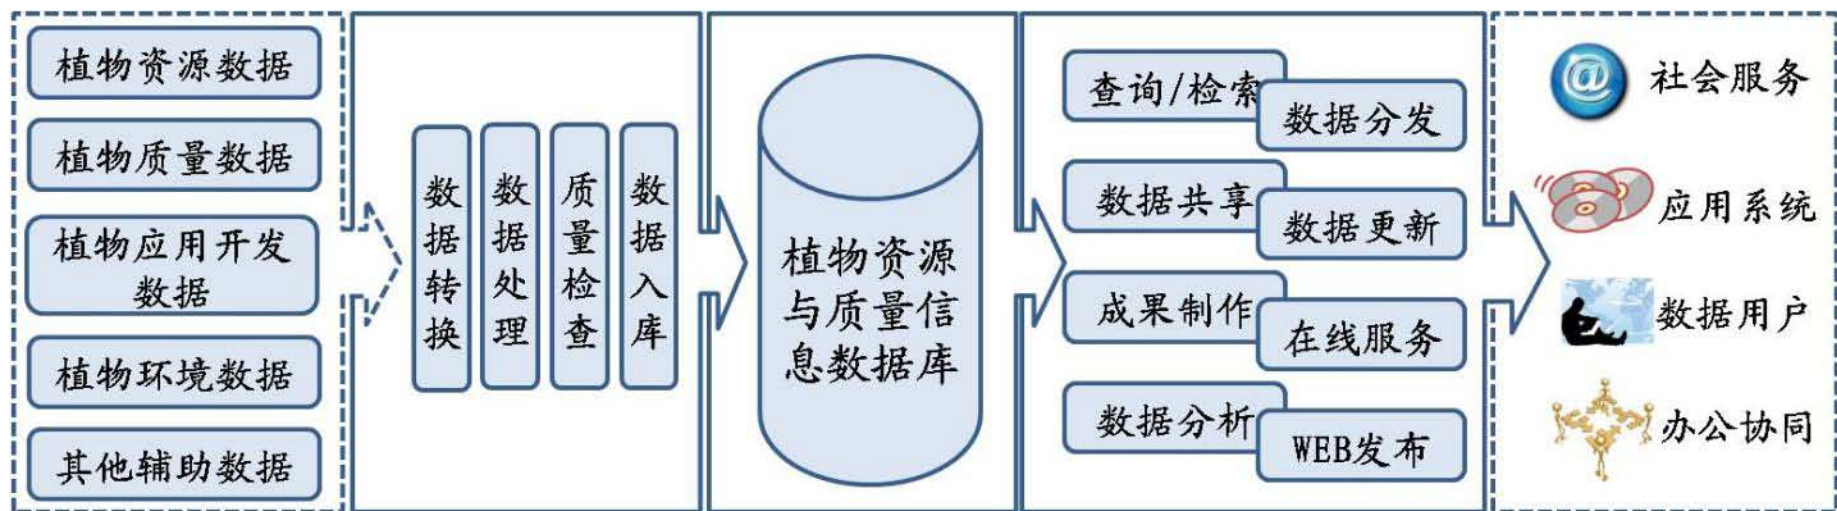 植物资源数据
植物质量数据
植物应用开发
数据
植物环境数据
其他辅助数据
数据转换
数据处理
质量检查
数据入库
植物资源
与质量信
息数据库
查询/检索
数据分发
数据共享
数据更新
成果制作
在线服务
数据分析
WEB发布
@
社会服务
应用系统
数据用户
办公协同